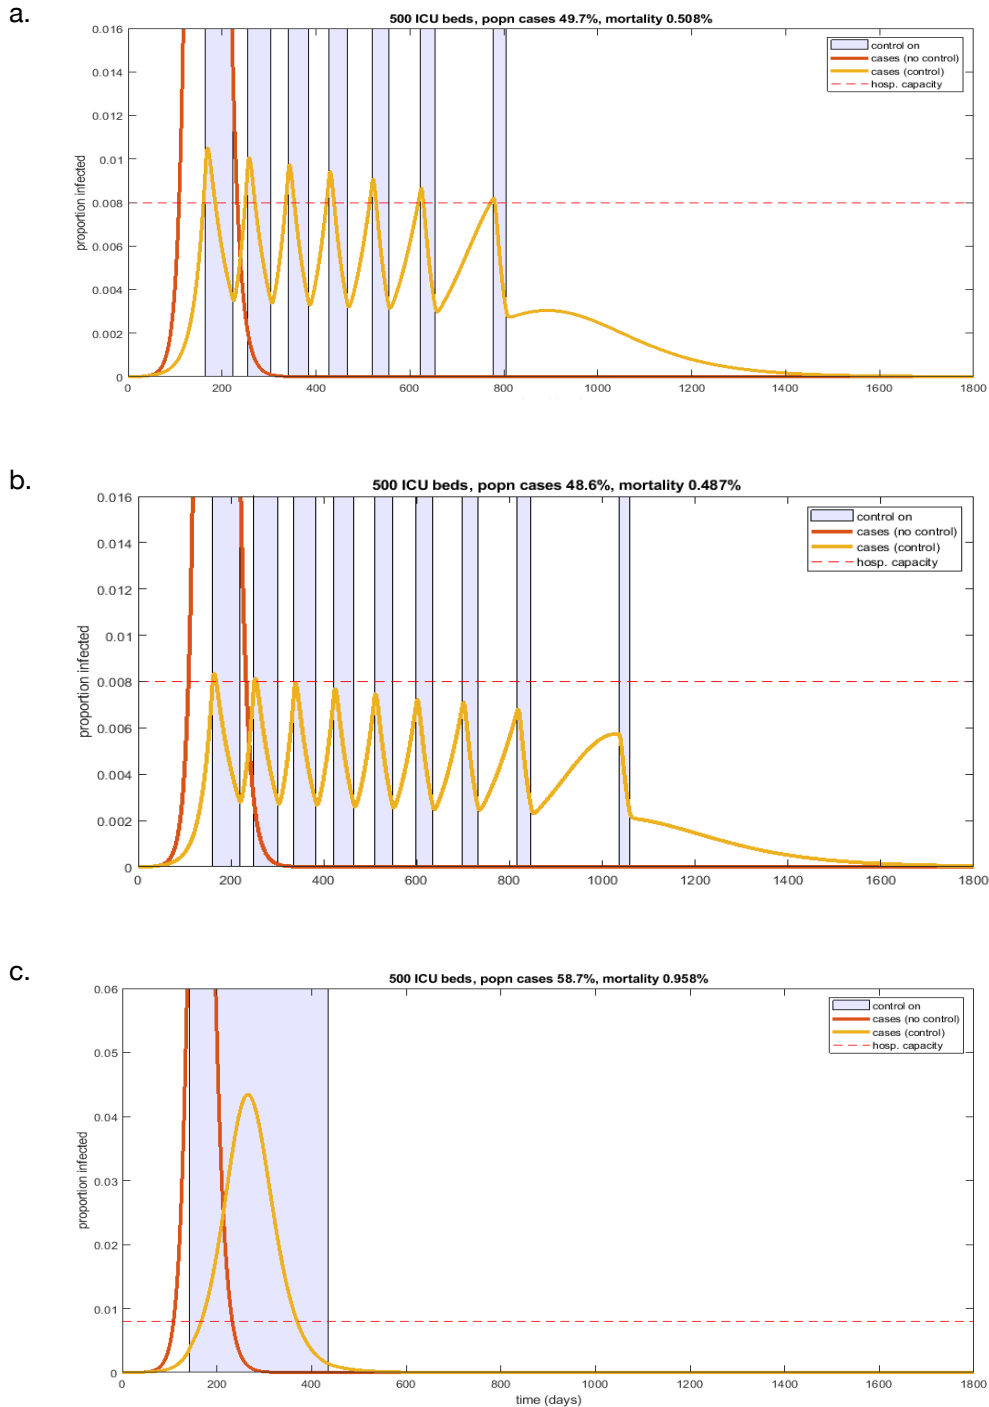 a.
500 ICU beds, popn cases 49.7%, mortality 0.508%
0.016
0.014
0.012
0.01
0.008
0.006
0.004
0.002
0
proportion infected
control on
cases (no control)
cases (control)
hosp. capacity
0 200 400 600 800 1000 1200 1400 1600 1800
b.
500 ICU beds, popn cases 48.6%, mortality 0.487%
0.016
0.014
0.012
0.01
0.008
0.006
0.004
0.002
0
proportion infected
control on
cases (no control)
cases (control)
hosp. capacity
0 200 400 600 800 1000 1200 1400 1600 1800
c.
500 ICU beds, popn cases 58.7%, mortality 0.958%
0.06
0.05
0.04
0.03
0.02
0.01
0
proportion infected
control on
cases (no control)
cases (control)
hosp. capacity
0 200 400 600 800 1000 1200 1400 1600 1800
time (days)